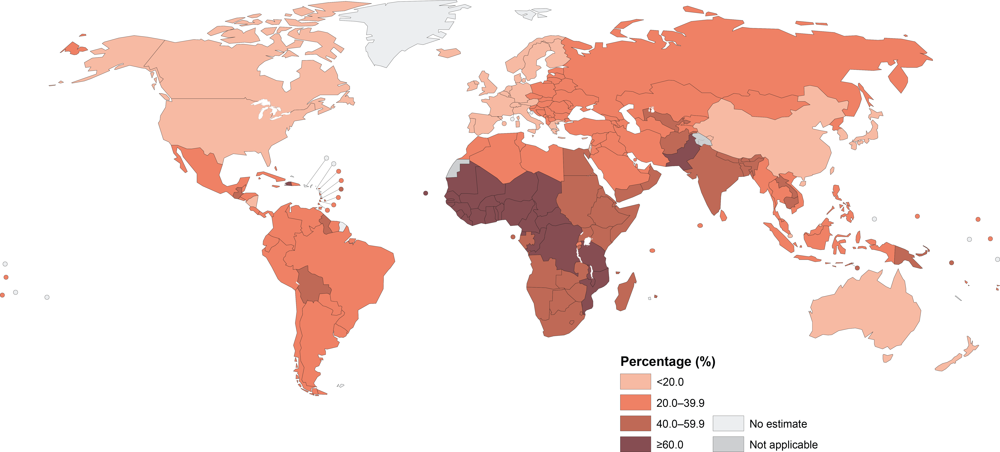 Percentage (%)
<20.0
20.0–39.9
40.0–59.9
≥60.0
No estimate
Not applicable